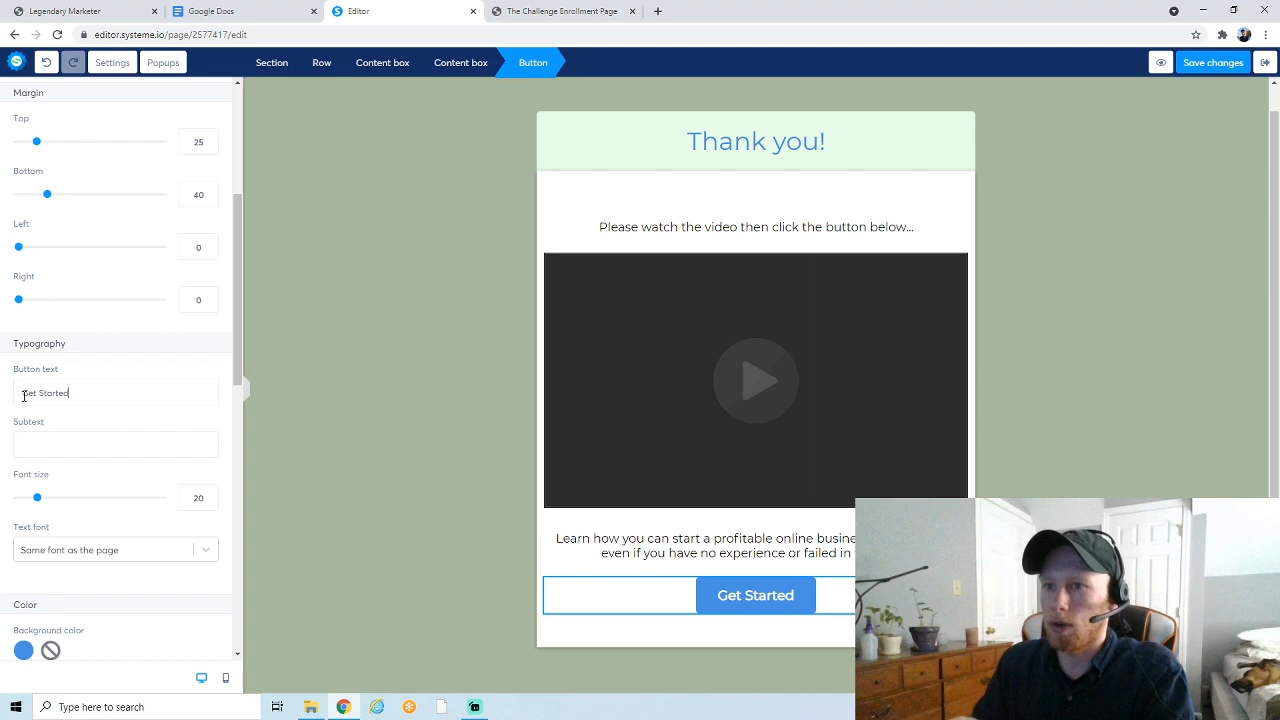 Legendary Marketer
Google Docs
Editor
The Challenge Enrollment Page
editor.systeme.io/page/2577417/edit
Settings
Popups
Section
Row
Content box
Content box
Button
Save changes
Margin
Top
25
Bottom
40
Left
0
Right
0
Typography
Button text
Get Started
Subtext
Font size
20
Text font
Same font as the page
Color
Background color
Thank you!
Please watch the video then click the button below...
Learn how you can start a profitable online busine
even if you have no experience or failed in
Get Started
Type here to search